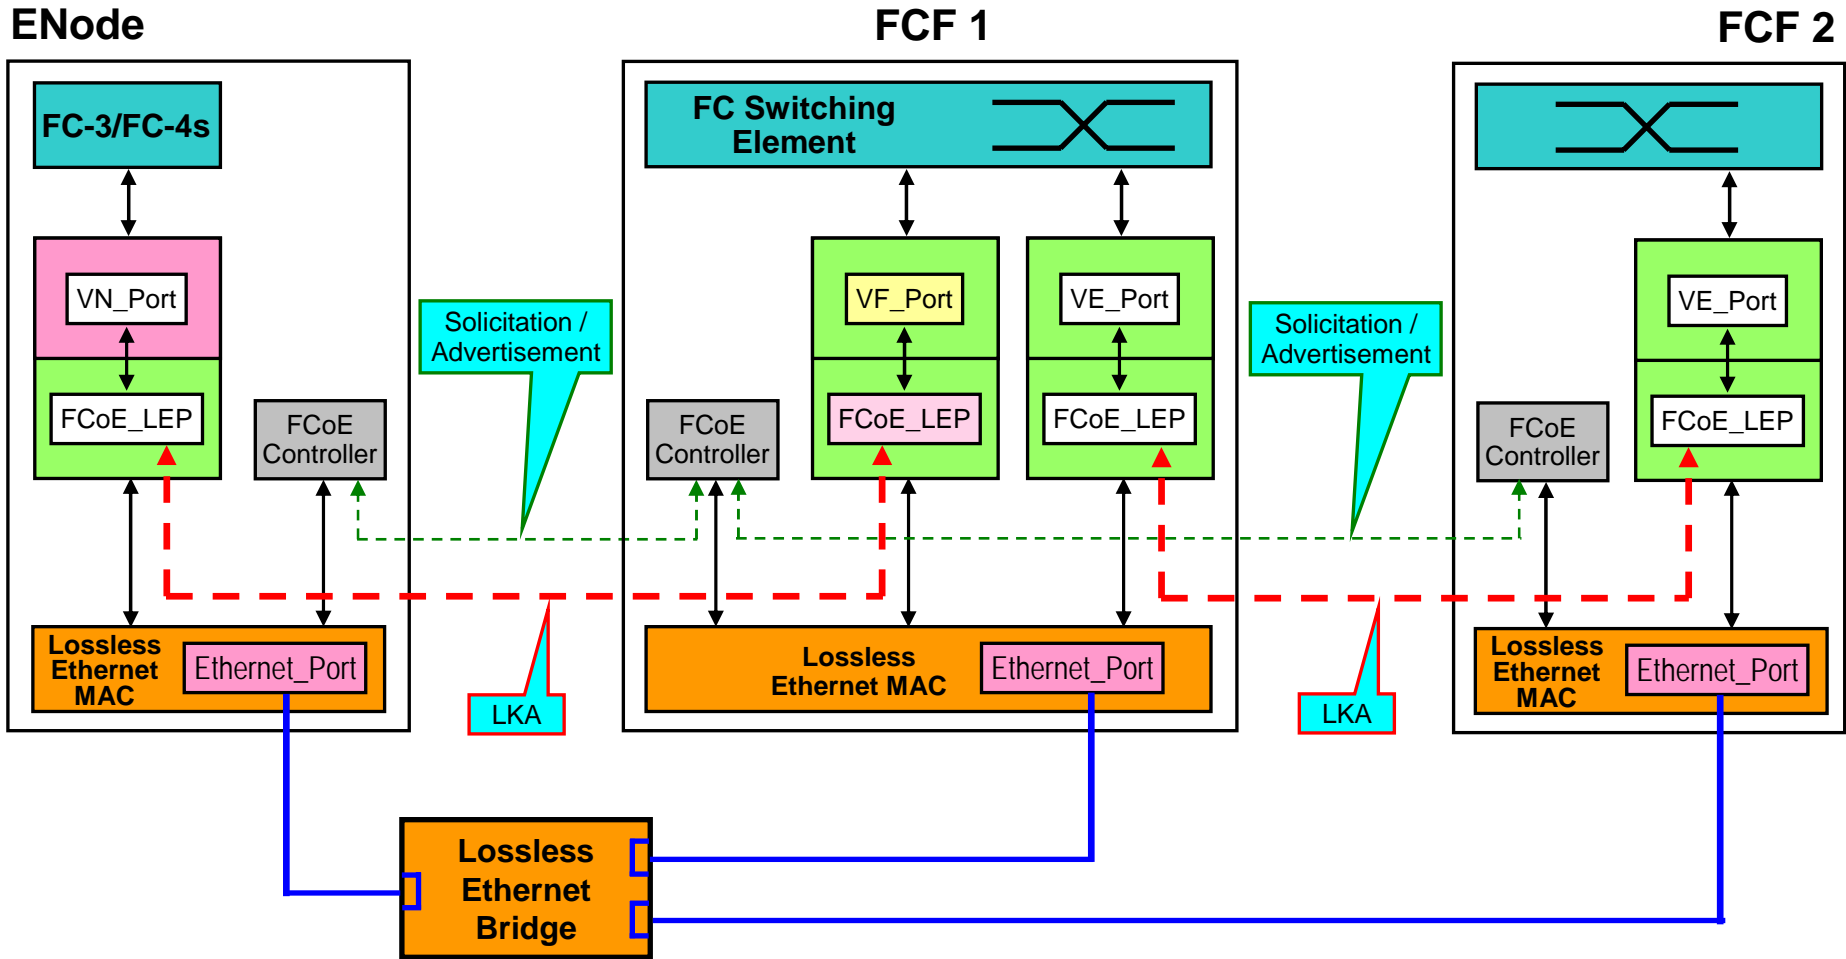 ENode
FCF 1
FCF 2
FC-3/FC-4s
FC Switching
Element
VN_Port
FCoE_LEP
FCoE
Controller
Solicitation /
Advertisement
VF_Port
VE_Port
FCoE
Controller
FCoE_LEP
FCoE_LEP
Solicitation /
Advertisement
VE_Port
FCoE
Controller
FCoE_LEP
Lossless
Ethernet
MAC
Ethernet_Port
LKA
Lossless
Ethernet MAC
Ethernet_Port
LKA
Lossless
Ethernet
MAC
Ethernet_Port
Lossless
Ethernet
Bridge